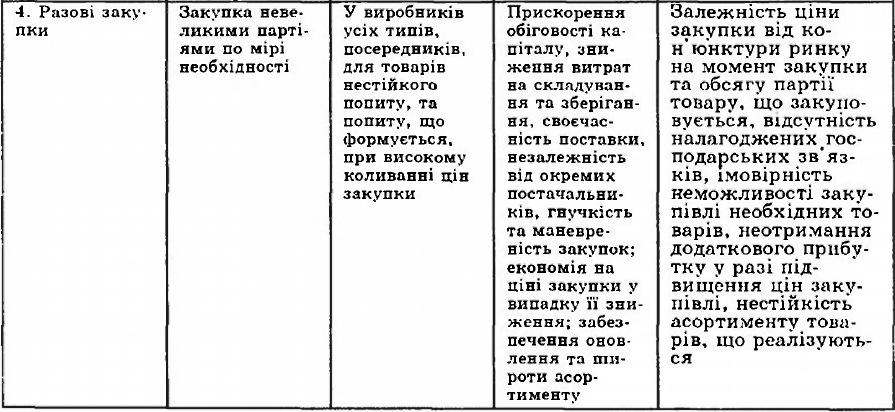 4. Разові заку-
пки
Закупка неве-
ликими парті-
ями по мірі
необхідності
У виробників
усіх типів,
посередників,
для товарів
нестійкого
попиту, та
попиту, що
формується,
при високому
коливанні цін
закупки
Прискорення
обіговості ка-
піталу, зни-
ження витрат
на складуван-
ня та зберіган-
ня, своєчас-
ність поставки,
незалежність
від окремих
постачальни-
ків, гнучкість
та маневре-
ність закупок;
економія на
ціні закупки у
випадку її зни-
ження; забез-
печення онов-
лення та ши-
роти асор-
тименту
Залежність ціни
закупки від ко-
н'юнктури ринку
на момент закупки
та обсягу партії
товару, що закупо-
вується, відсутність
налагоджених гос-
подарських зв'яз-
ків, імовірність
неможливості заку-
півлі необхідних то-
варів, неотримання
додаткового прибу-
тку у разі під-
вищення цін заку-
півлі, нестійкість
асортименту това-
рів, що реалізують-
ся